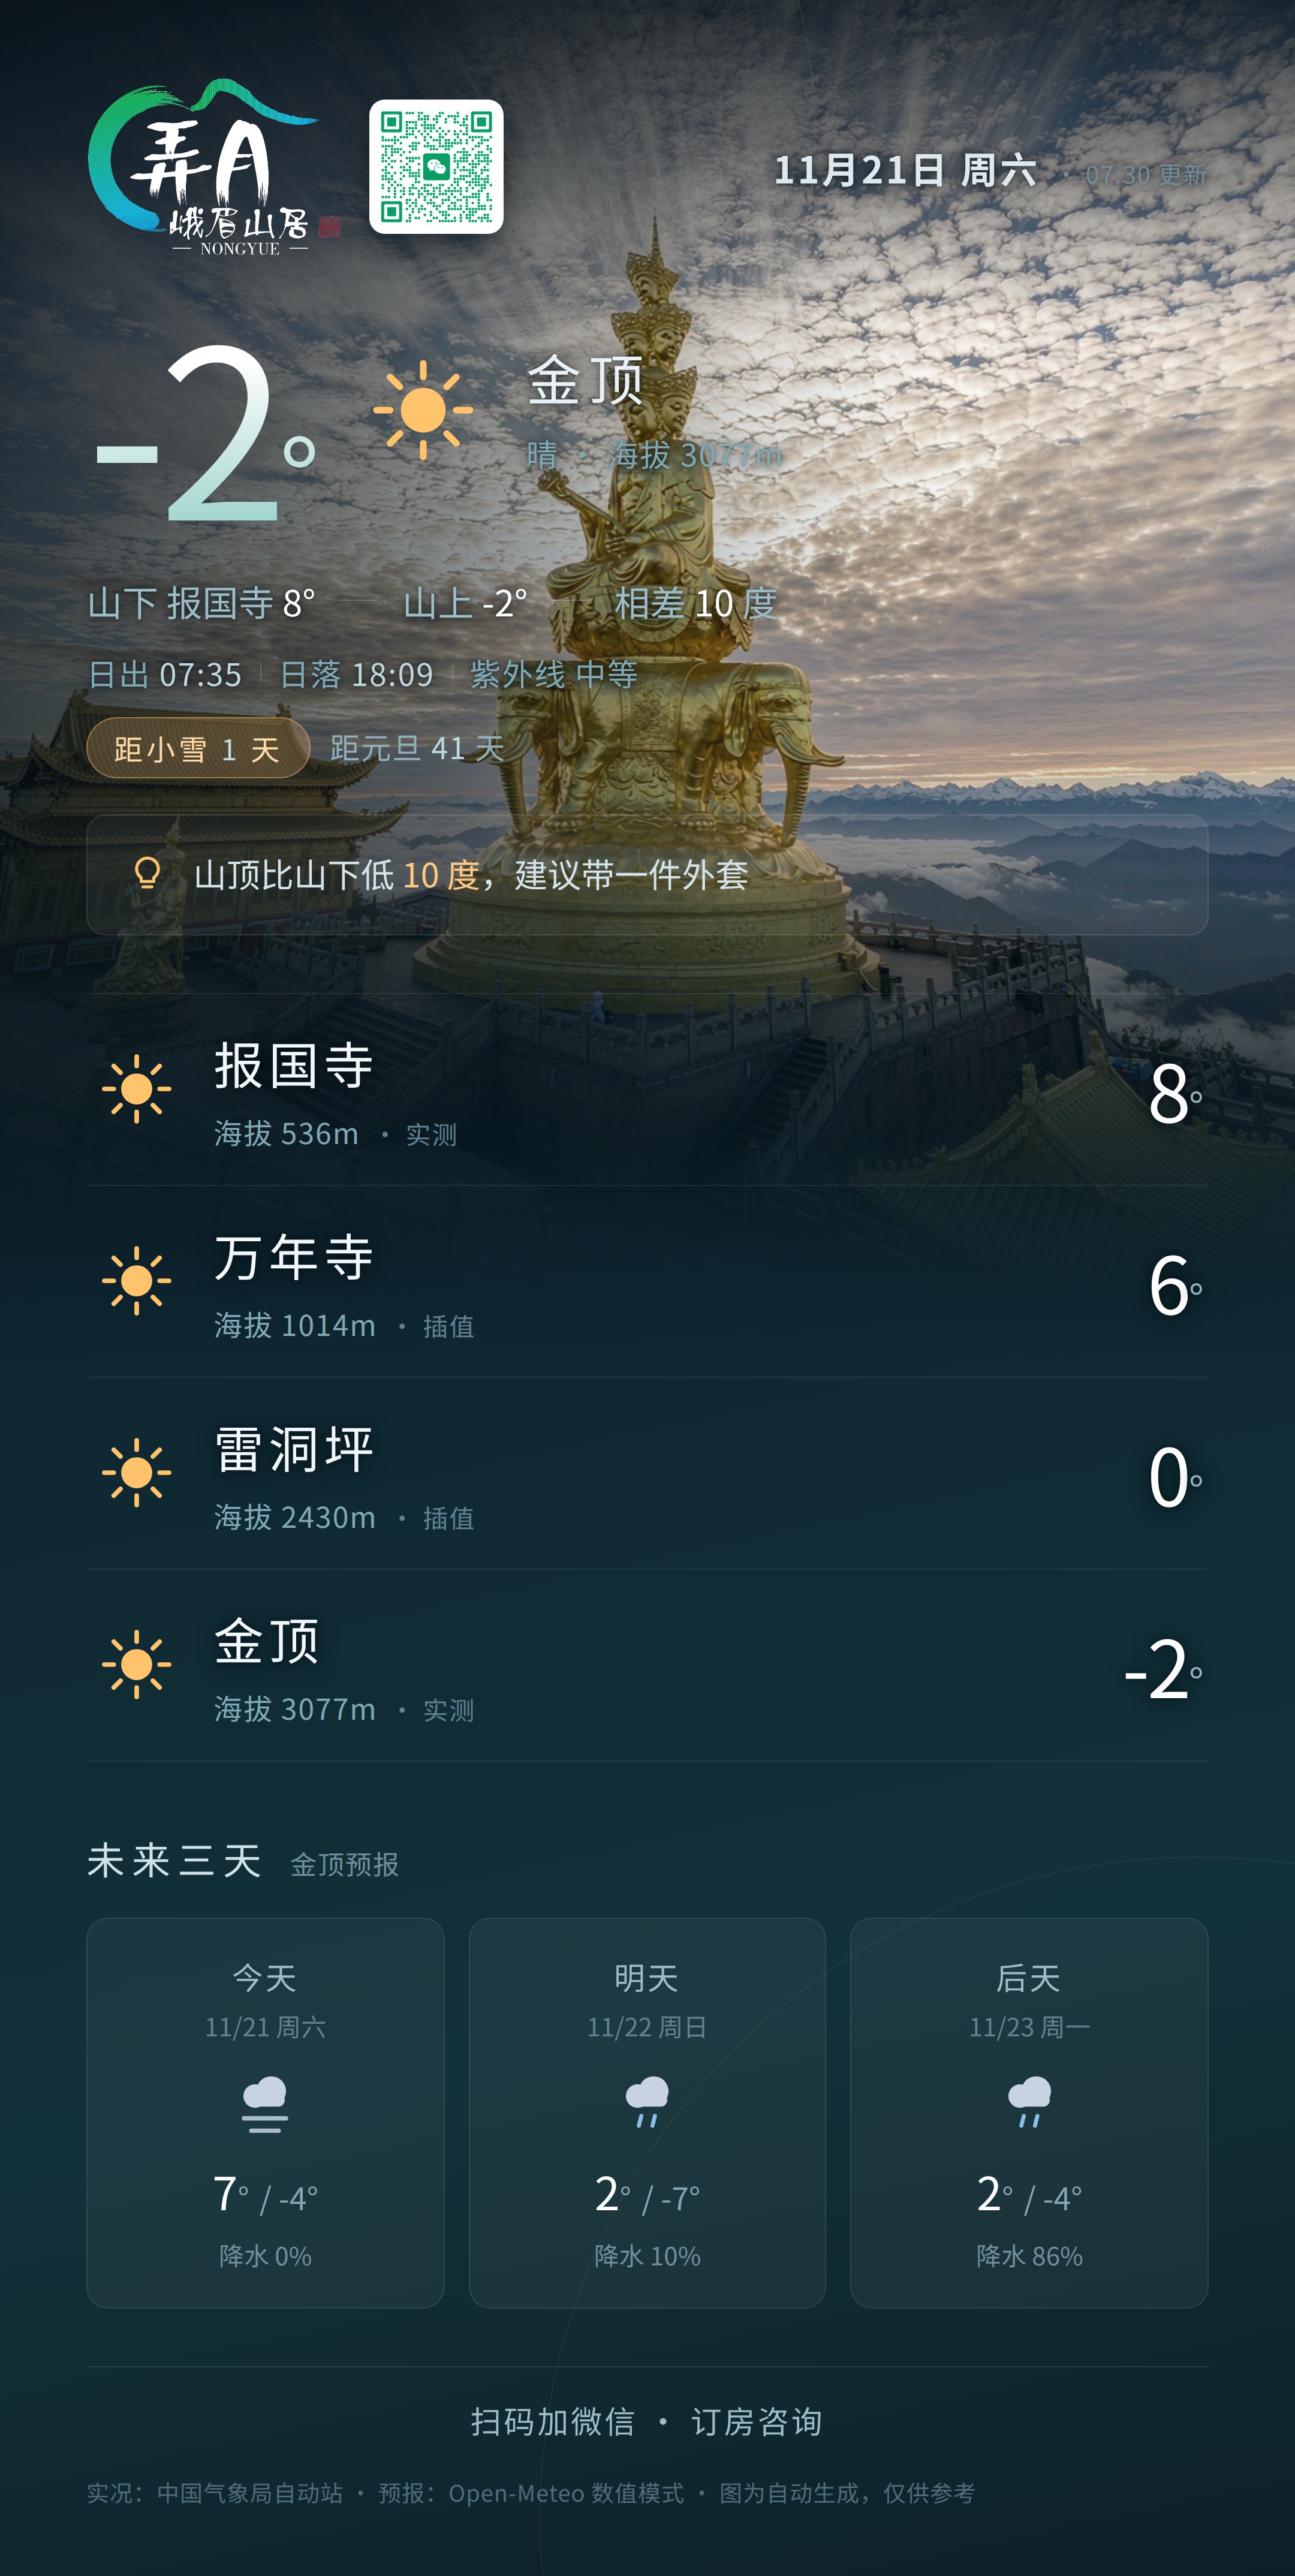 弄月
峨眉山居
NONGYUE
11月21日 周六 · 07:30 更新
-2°
金顶
晴 · 海拔 3077m
山下 报国寺 8° 山上 -2° 相差 10 度
日出 07:35 日落 18:09 紫外线 中等
距小雪 1 天 距元旦 41 天
山顶比山下低 10 度，建议带一件外套
报国寺
海拔 536m · 实测
8°
万年寺
海拔 1014m · 插值
6°
雷洞坪
海拔 2430m · 插值
0°
金顶
海拔 3077m · 实测
-2°
未来三天 金顶预报
今天
11/21 周六
7° / -4°
降水 0%
明天
11/22 周日
2° / -7°
降水 10%
后天
11/23 周一
2° / -4°
降水 86%
扫码加微信 · 订房咨询
实况：中国气象局自动站 · 预报：Open-Meteo 数值模式 · 图为自动生成，仅供参考